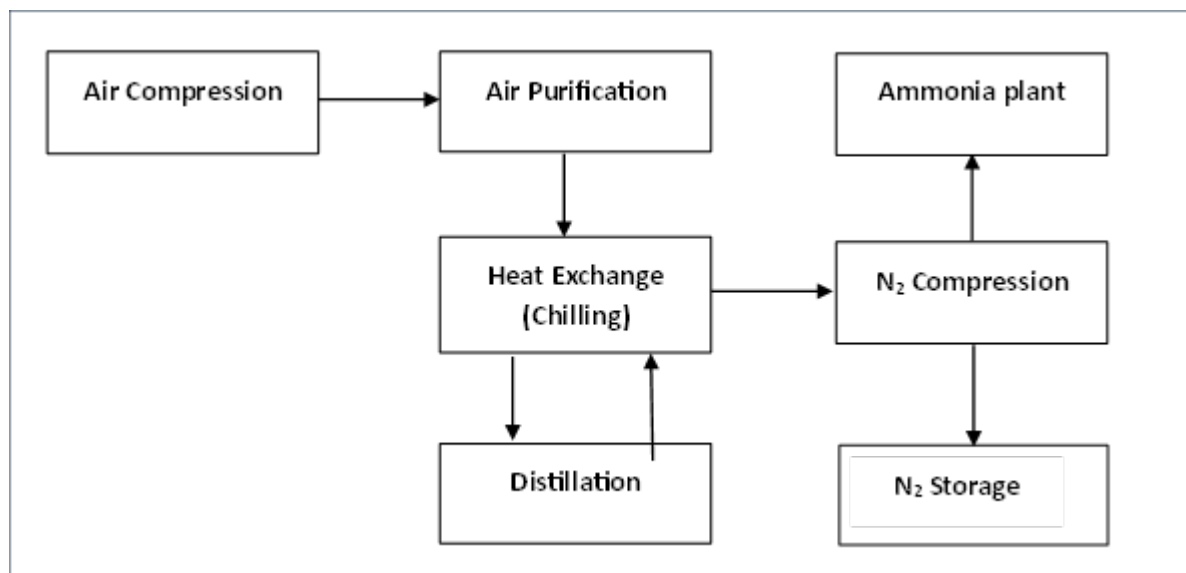 Air Compression
Air Purification
Ammonia plant
Heat Exchange
(Chilling)
N₂ Compression
Distillation
N₂ Storage